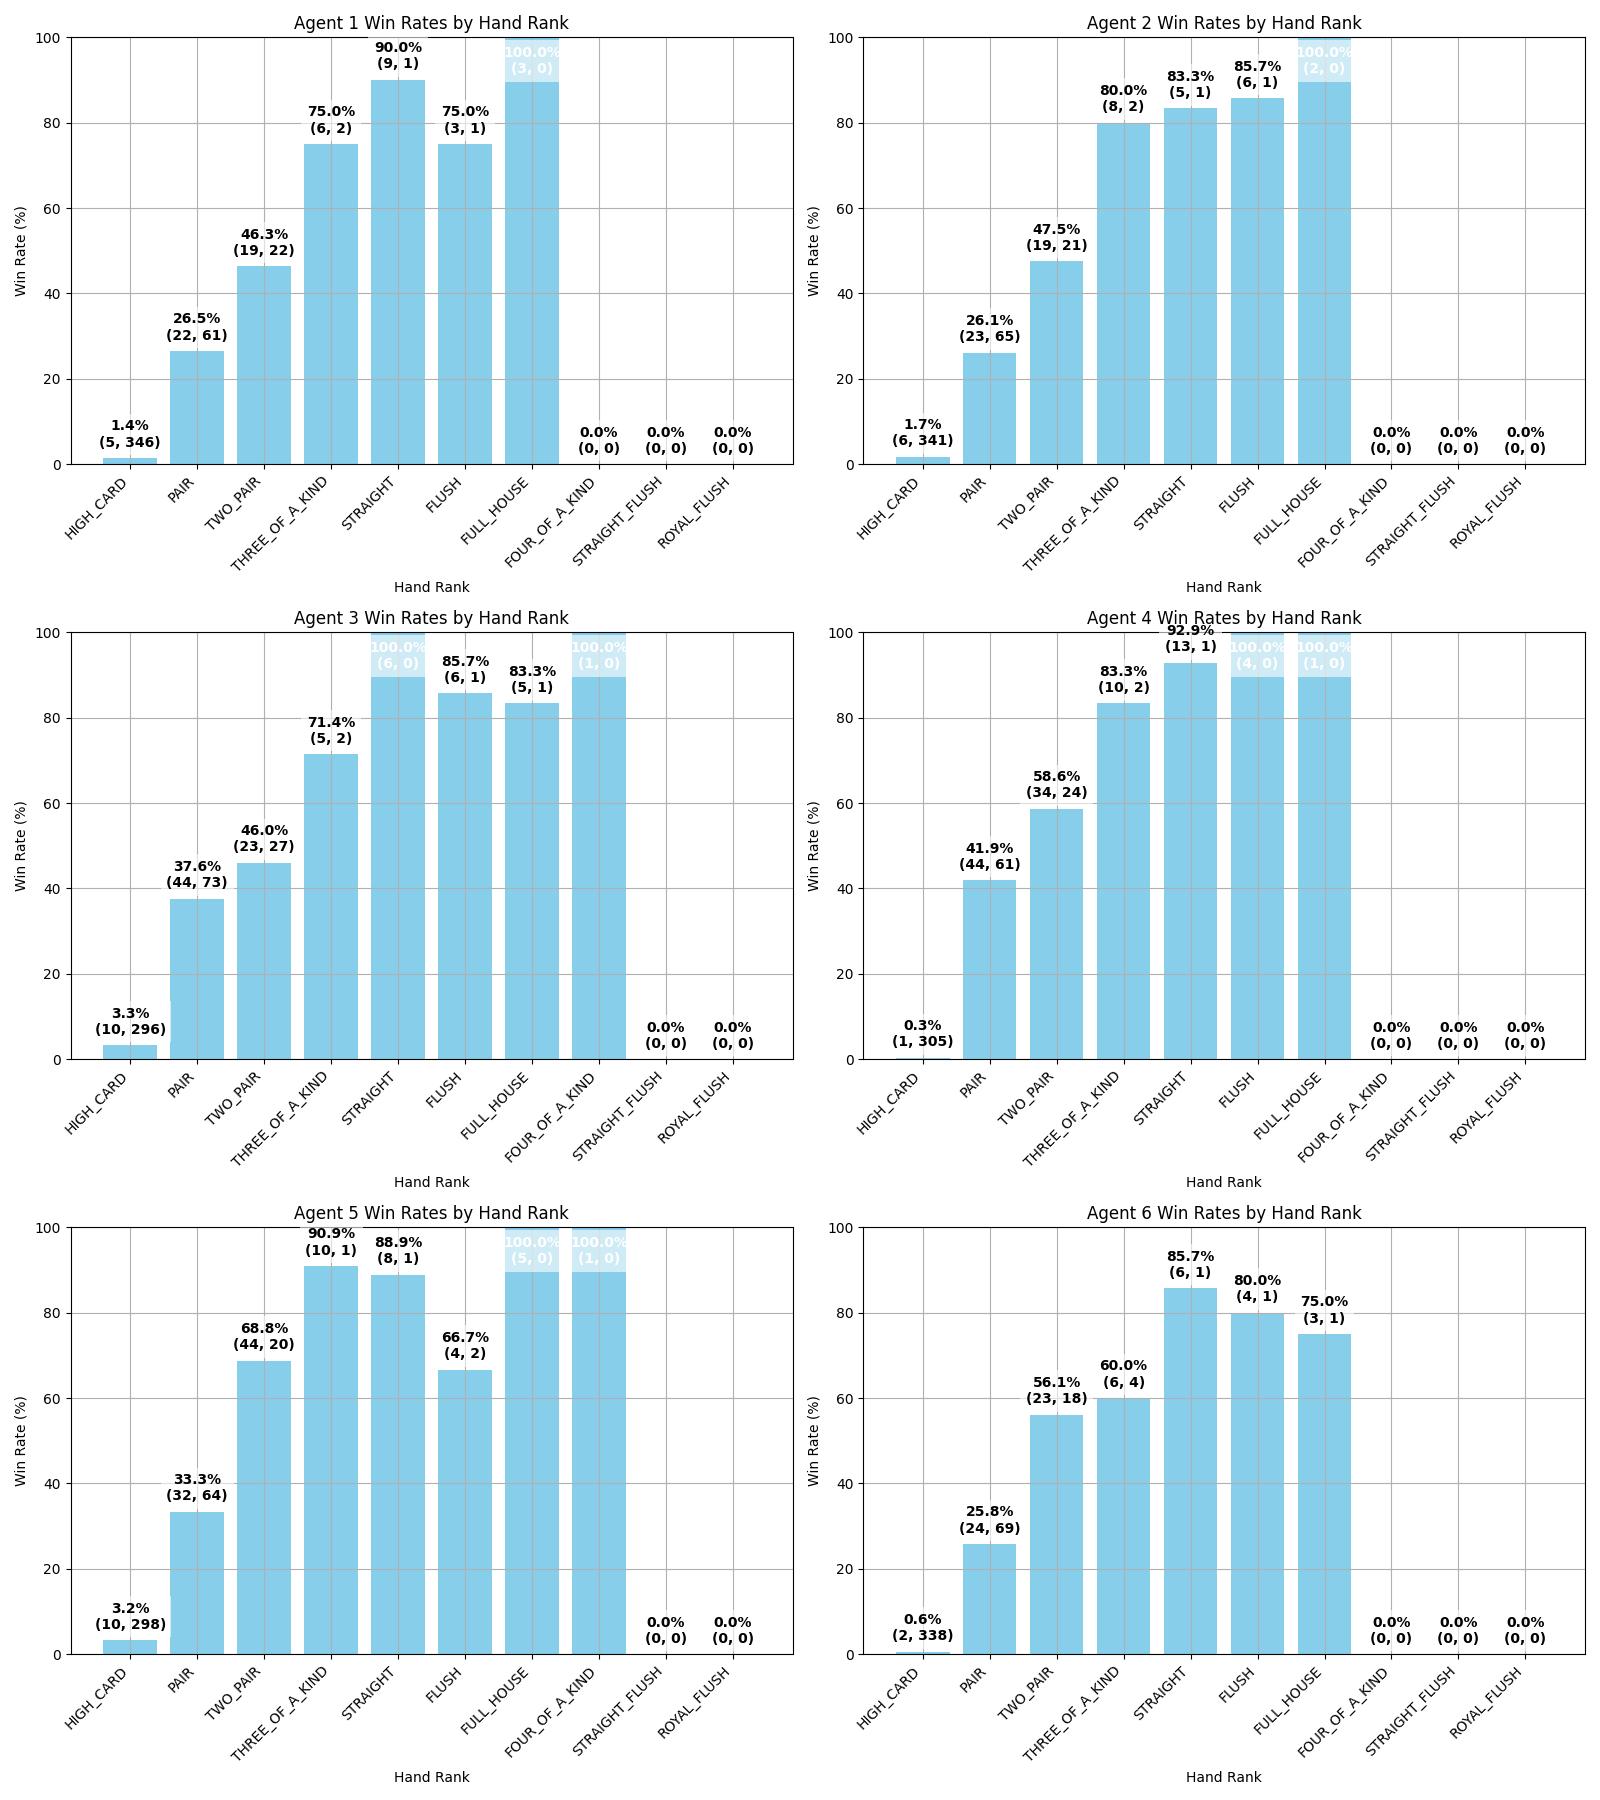 Agent 1 Win Rates by Hand Rank
Win Rate (%)
100
80
60
40
20
0
1.4%
(5, 346)
26.5%
(22, 61)
46.3%
(19, 22)
75.0%
(6, 2)
90.0%
(9, 1)
75.0%
(3, 1)
100.0%
(3, 0)
0.0%
(0, 0)
0.0%
(0, 0)
0.0%
(0, 0)
HIGH_CARD
PAIR
TWO_PAIR
THREE_OF_A_KIND
STRAIGHT
FLUSH
FULL_HOUSE
FOUR_OF_A_KIND
STRAIGHT_FLUSH
ROYAL_FLUSH
Hand Rank
Agent 2 Win Rates by Hand Rank
Win Rate (%)
100
80
60
40
20
0
1.7%
(6, 341)
26.1%
(23, 65)
47.5%
(19, 21)
80.0%
(8, 2)
83.3%
(5, 1)
85.7%
(6, 1)
100.0%
(2, 0)
0.0%
(0, 0)
0.0%
(0, 0)
0.0%
(0, 0)
HIGH_CARD
PAIR
TWO_PAIR
THREE_OF_A_KIND
STRAIGHT
FLUSH
FULL_HOUSE
FOUR_OF_A_KIND
STRAIGHT_FLUSH
ROYAL_FLUSH
Hand Rank
Agent 3 Win Rates by Hand Rank
Win Rate (%)
100
80
60
40
20
0
3.3%
(10, 296)
37.6%
(44, 73)
46.0%
(23, 27)
71.4%
(5, 2)
100.0%
(6, 0)
85.7%
(6, 1)
83.3%
(5, 1)
100.0%
(1, 0)
0.0%
(0, 0)
0.0%
(0, 0)
HIGH_CARD
PAIR
TWO_PAIR
THREE_OF_A_KIND
STRAIGHT
FLUSH
FULL_HOUSE
FOUR_OF_A_KIND
STRAIGHT_FLUSH
ROYAL_FLUSH
Hand Rank
Agent 4 Win Rates by Hand Rank
Win Rate (%)
100
80
60
40
20
0
0.3%
(1, 305)
41.9%
(44, 61)
58.6%
(34, 24)
83.3%
(10, 2)
92.9%
(13, 1)
100.0%
(4, 0)
100.0%
(1, 0)
0.0%
(0, 0)
0.0%
(0, 0)
0.0%
(0, 0)
HIGH_CARD
PAIR
TWO_PAIR
THREE_OF_A_KIND
STRAIGHT
FLUSH
FULL_HOUSE
FOUR_OF_A_KIND
STRAIGHT_FLUSH
ROYAL_FLUSH
Hand Rank
Agent 5 Win Rates by Hand Rank
Win Rate (%)
100
80
60
40
20
0
3.2%
(10, 298)
33.3%
(32, 64)
68.8%
(44, 20)
90.9%
(10, 1)
88.9%
(8, 1)
66.7%
(4, 2)
100.0%
(5, 0)
100.0%
(1, 0)
0.0%
(0, 0)
0.0%
(0, 0)
HIGH_CARD
PAIR
TWO_PAIR
THREE_OF_A_KIND
STRAIGHT
FLUSH
FULL_HOUSE
FOUR_OF_A_KIND
STRAIGHT_FLUSH
ROYAL_FLUSH
Hand Rank
Agent 6 Win Rates by Hand Rank
Win Rate (%)
100
80
60
40
20
0
0.6%
(2, 338)
25.8%
(24, 69)
56.1%
(23, 18)
60.0%
(6, 4)
85.7%
(6, 1)
80.0%
(4, 1)
75.0%
(3, 1)
0.0%
(0, 0)
0.0%
(0, 0)
0.0%
(0, 0)
HIGH_CARD
PAIR
TWO_PAIR
THREE_OF_A_KIND
STRAIGHT
FLUSH
FULL_HOUSE
FOUR_OF_A_KIND
STRAIGHT_FLUSH
ROYAL_FLUSH
Hand Rank